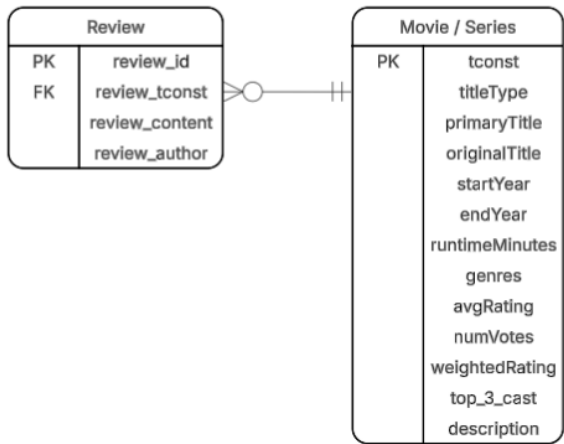 Review
PK review_id
FK review_tconst
review_content
review_author
Movie / Series
PK tconst
titleType
primaryTitle
originalTitle
startYear
endYear
runtimeMinutes
genres
avgRating
numVotes
weightedRating
top_3_cast
description